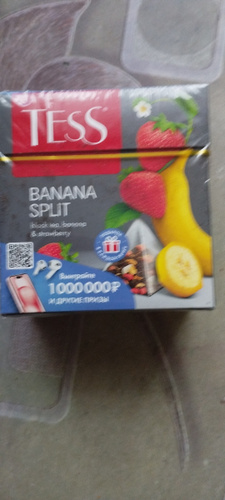 TESS
BANANA
SPLIT
black tea, banana
& strawberry
Выиграйте
1 000 000 ₽
И ДРУГИЕ ПРИЗЫ